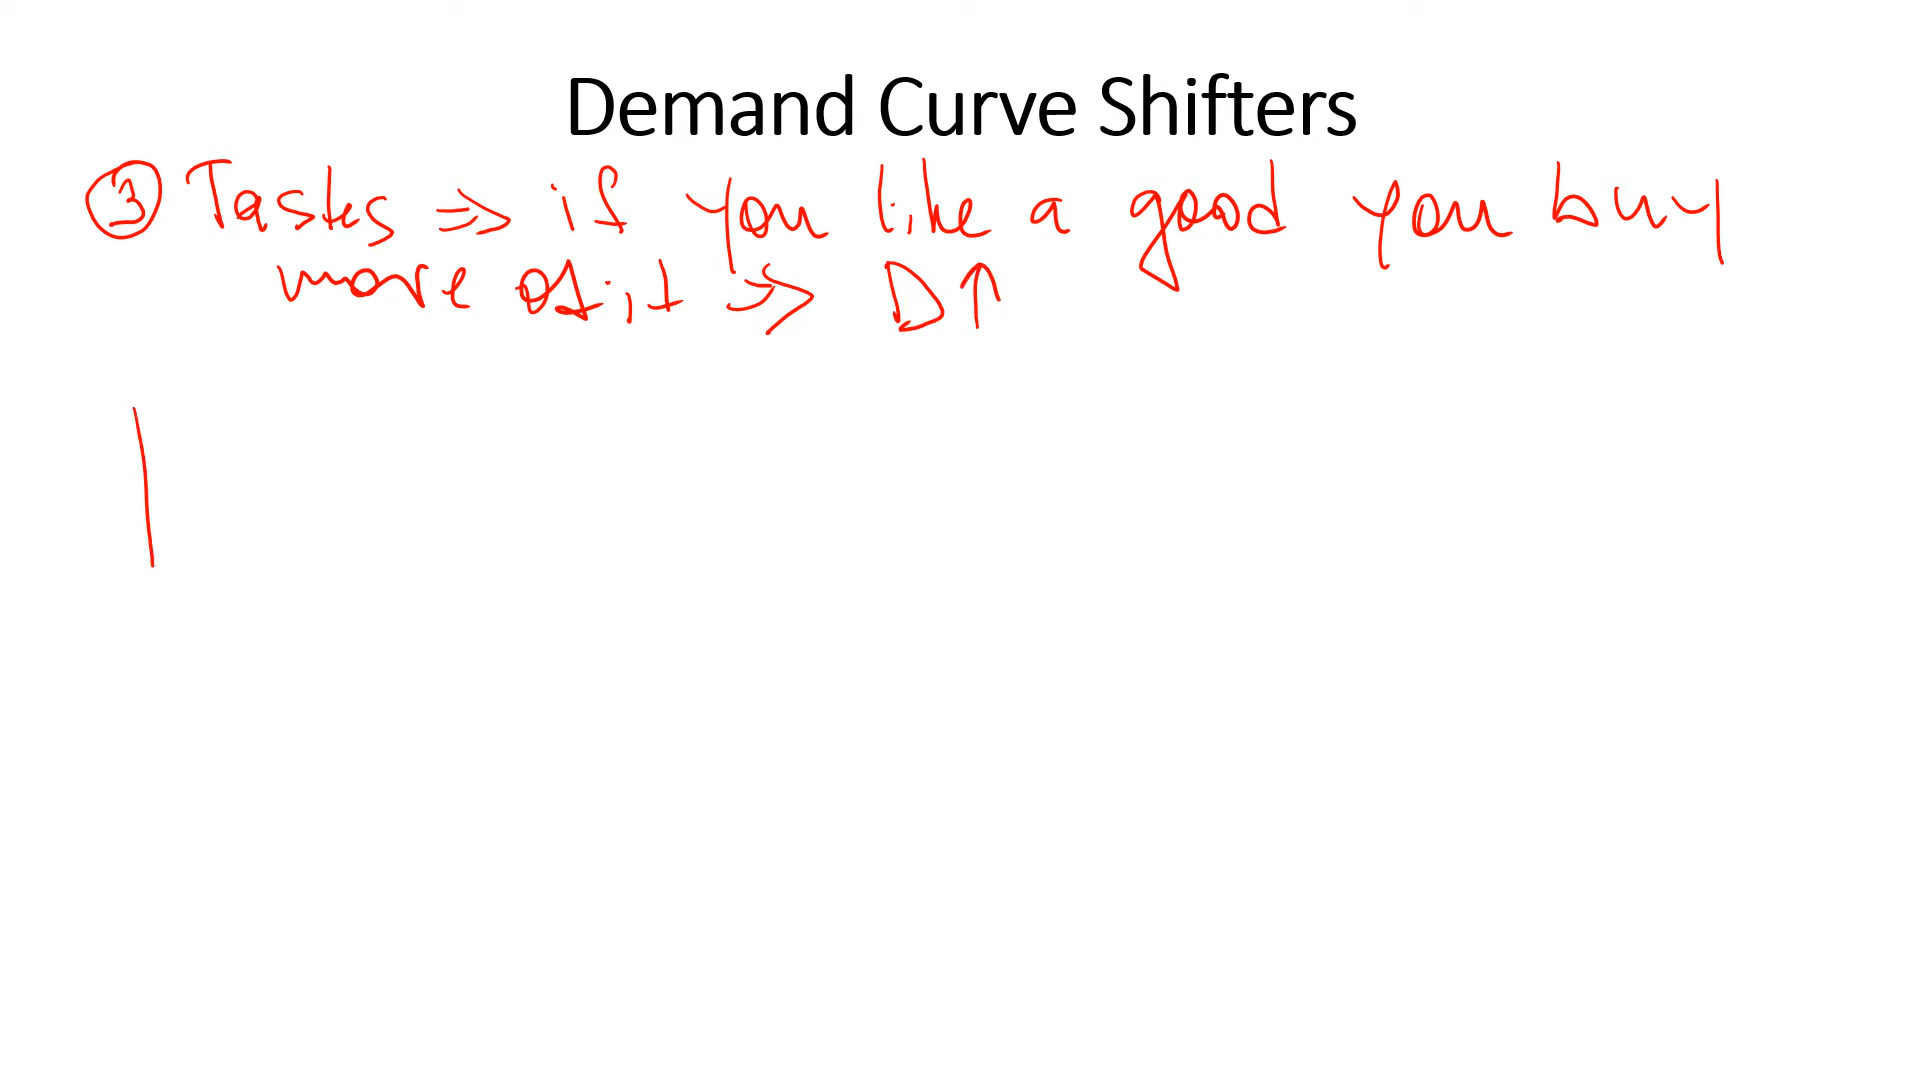 Demand Curve Shifters
③ Tastes ⇒ if you like a good you buy
more of it ⇒ D↑